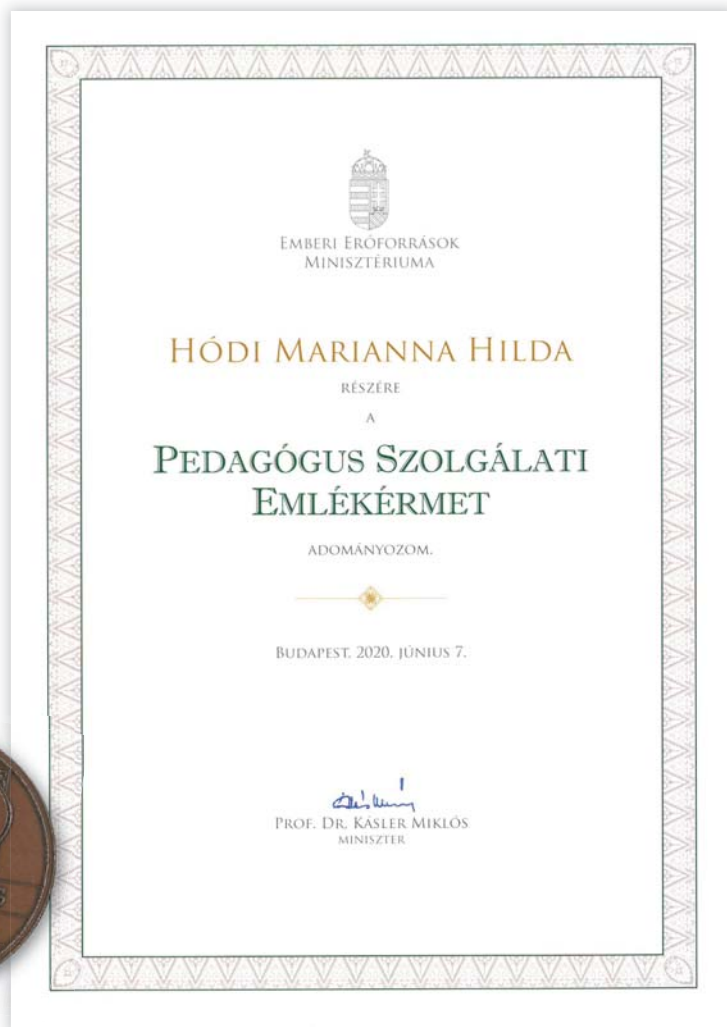 EMBERI ERŐFORRÁSOK
MINISZTÉRIUMA
HÓDI MARIANNA HILDA
RÉSZÉRE
A
PEDAGÓGUS SZOLGÁLATI
EMLÉKÉRMET
ADOMÁNYOZOM.
BUDAPEST, 2020. JÚNIUS 7.
PROF. DR. KÁSLER MIKLÓS
MINISZTER